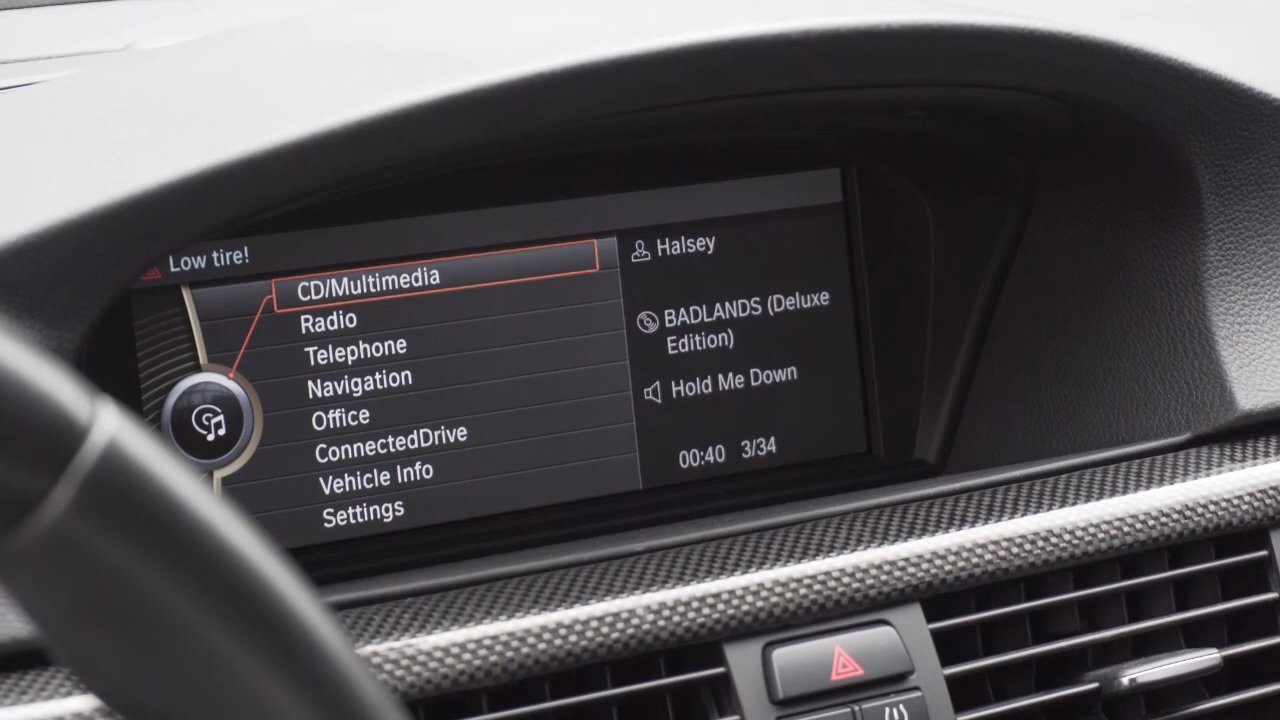 Low tire!
CD/Multimedia
Radio
Telephone
Navigation
Office
ConnectedDrive
Vehicle Info
Settings
Halsey
BADLANDS (Deluxe
Edition)
Hold Me Down
00:40 3/34